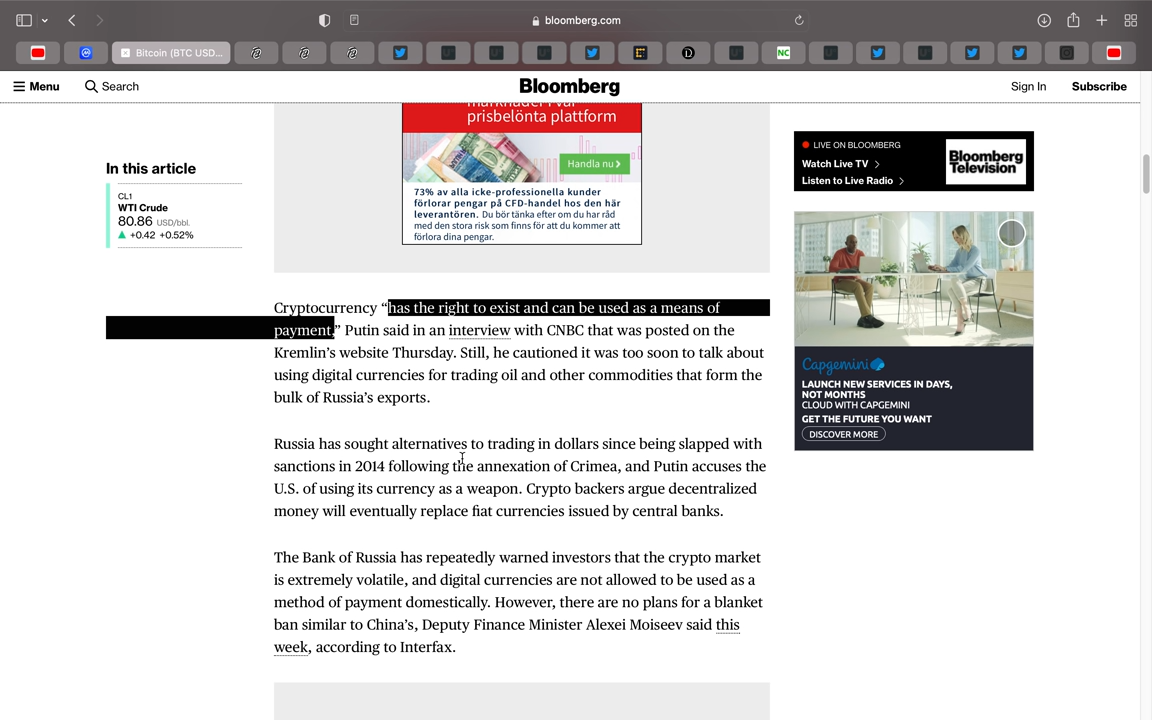 bloomberg.com
Bitcoin (BTC USD...
NC
Menu
Search
Bloomberg
Sign In
Subscribe
prisbelönta plattform
Handla nu
73% av alla icke-professionella kunder
förlorar pengar på CFD-handel hos den här
leverantören. Du bör tänka efter om du har råd
med den stora risk som finns för att du kommer att
förlora dina pengar.
In this article
CL1
WTI Crude
80.86 USD/bbl.
+0.42 +0.52%
Cryptocurrency “has the right to exist and can be used as a means of
payment,” Putin said in an interview with CNBC that was posted on the
Kremlin’s website Thursday. Still, he cautioned it was too soon to talk about
using digital currencies for trading oil and other commodities that form the
bulk of Russia’s exports.
Russia has sought alternatives to trading in dollars since being slapped with
sanctions in 2014 following the annexation of Crimea, and Putin accuses the
U.S. of using its currency as a weapon. Crypto backers argue decentralized
money will eventually replace fiat currencies issued by central banks.
The Bank of Russia has repeatedly warned investors that the crypto market
is extremely volatile, and digital currencies are not allowed to be used as a
method of payment domestically. However, there are no plans for a blanket
ban similar to China’s, Deputy Finance Minister Alexei Moiseev said this
week, according to Interfax.
LIVE ON BLOOMBERG
Watch Live TV
Listen to Live Radio
Bloomberg
Television
Capgemini
LAUNCH NEW SERVICES IN DAYS,
NOT MONTHS
CLOUD WITH CAPGEMINI
GET THE FUTURE YOU WANT
DISCOVER MORE